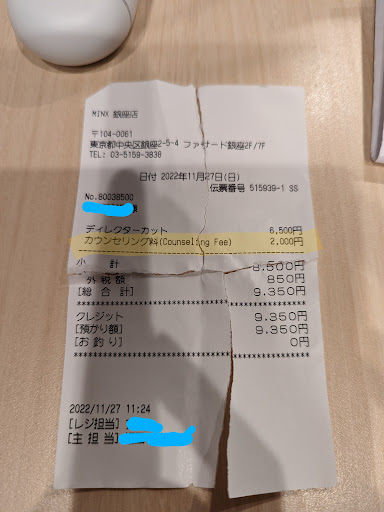 MINX 銀座店
〒104-0061
東京都中央区銀座2-5-4 ファサード銀座2F/7F
TEL: 03-5159-3838
日付 2022年11月27日(日)
伝票番号 515939-1 SS
No.80038500
様
ディレクターカット 6,500円
カウンセリング料(Counseling Fee) 2,000円
小 計 8,500円
外税額 850円
[総 合計] 9,350円
クレジット 9,350円
[預かり額] 9,350円
[お釣り] 0円
2022/11/27 11:24
[レジ担当]
[主 担当]